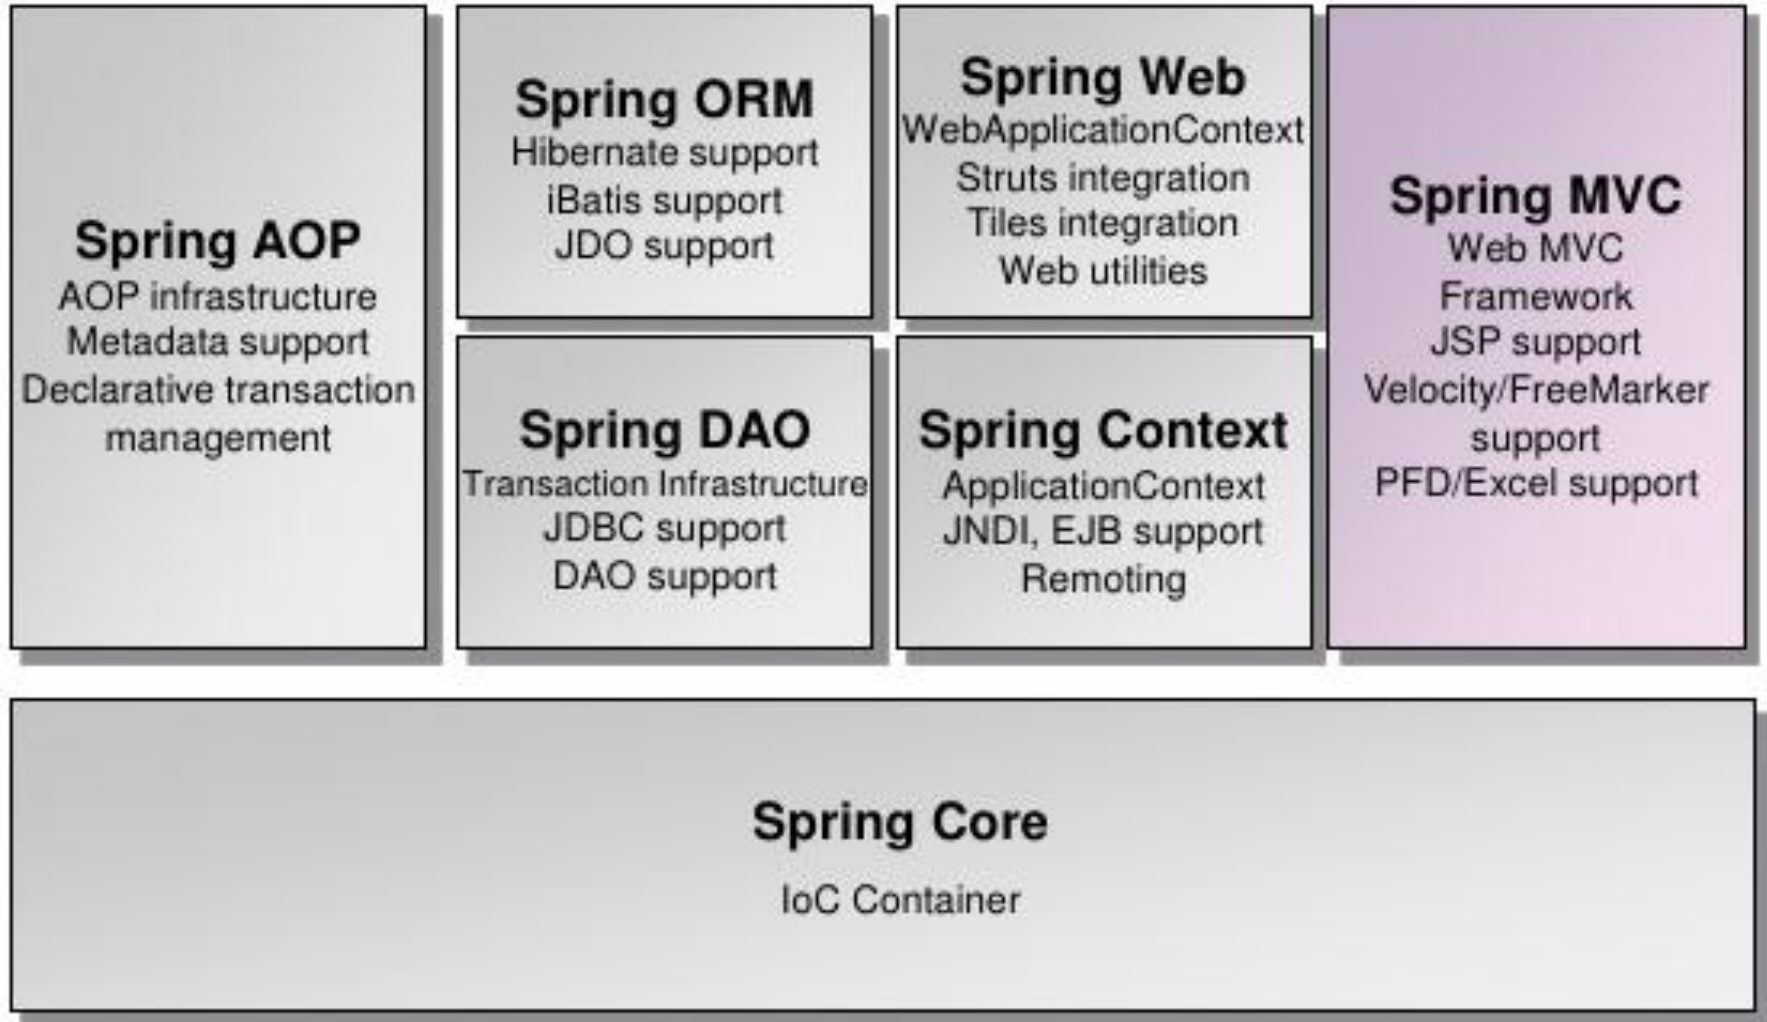 Spring AOP
AOP infrastructure
Metadata support
Declarative transaction
management
Spring ORM
Hibernate support
iBatis support
JDO support
Spring DAO
Transaction Infrastructure
JDBC support
DAO support
Spring Web
WebApplicationContext
Struts integration
Tiles integration
Web utilities
Spring Context
ApplicationContext
JNDI, EJB support
Remoting
Spring MVC
Web MVC
Framework
JSP support
Velocity/FreeMarker
support
PFD/Excel support
Spring Core
IoC Container